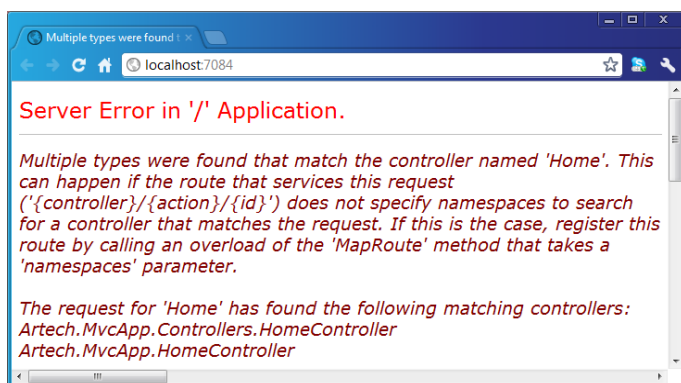 Multiple types were found t
localhost:7084
Server Error in '/' Application.
Multiple types were found that match the controller named 'Home'. This
can happen if the route that services this request
('{controller}/{action}/{id}') does not specify namespaces to search
for a controller that matches the request. If this is the case, register this
route by calling an overload of the 'MapRoute' method that takes a
'namespaces' parameter.
The request for 'Home' has found the following matching controllers:
Artech.MvcApp.Controllers.HomeController
Artech.MvcApp.HomeController